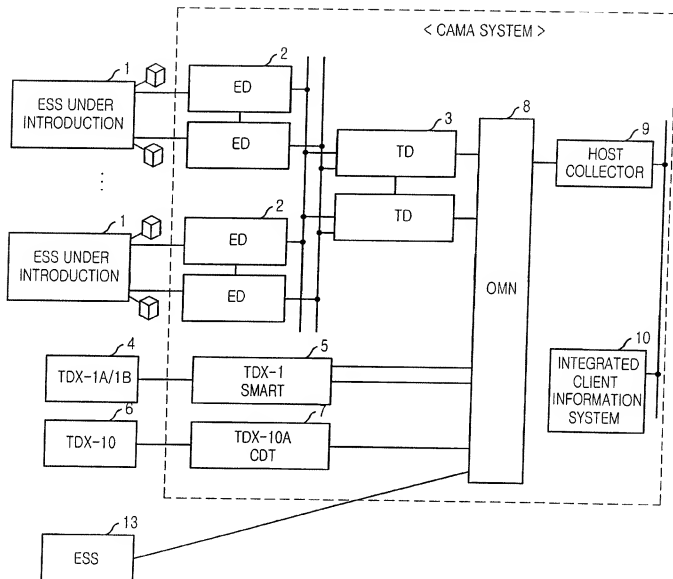 < CAMA SYSTEM >
1
ESS UNDER
INTRODUCTION
2
ED
ED
3
TD
TD
8
OMN
9
HOST
COLLECTOR
1
ESS UNDER
INTRODUCTION
2
ED
ED
4
TDX-1A/1B
5
TDX-1
SMART
10
INTEGRATED
CLIENT
INFORMATION
SYSTEM
6
TDX-10
7
TDX-10A
CDT
13
ESS